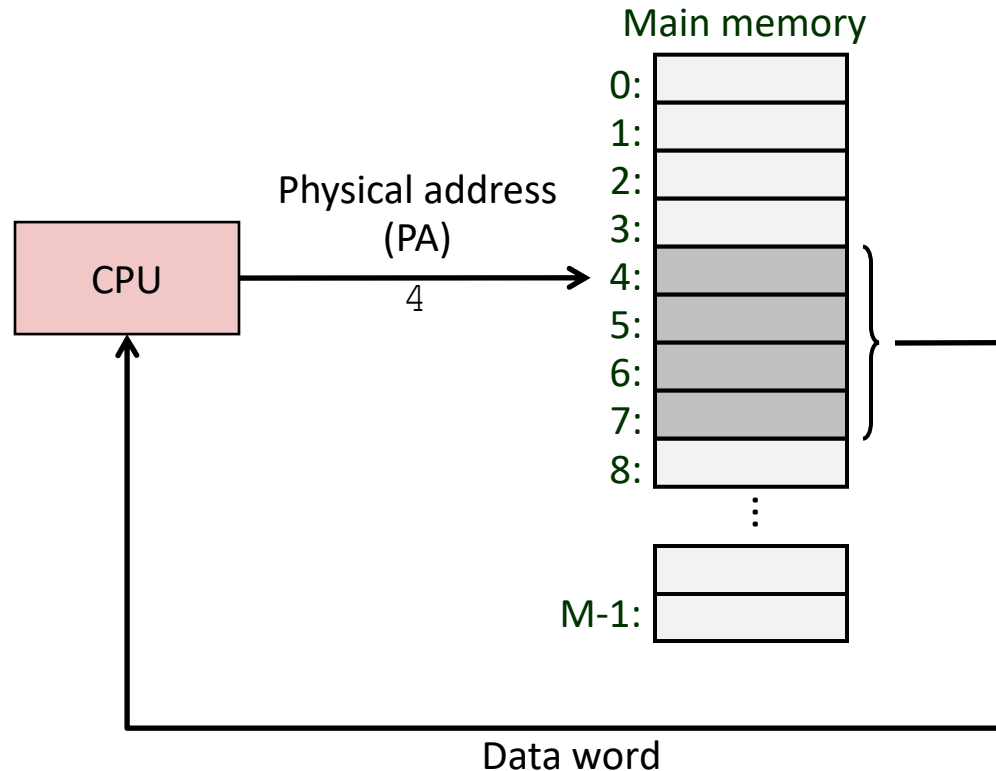 Main memory
0:
1:
2:
3:
4:
5:
6:
7:
8:
⋮
M-1:
Physical address
(PA)
4
CPU
Data word